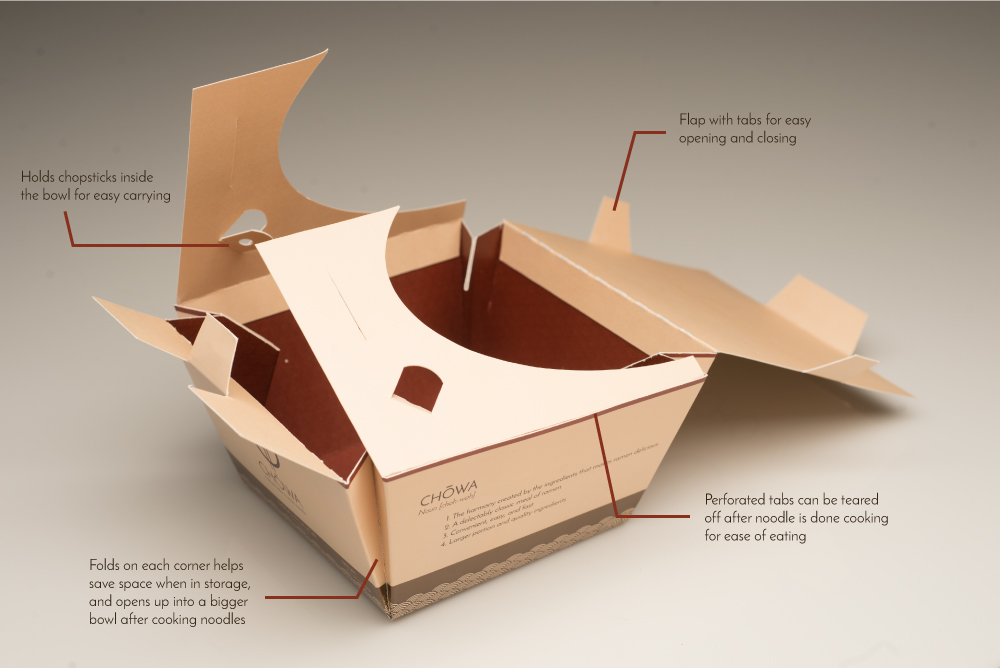 Flap with tabs for easy
opening and closing
Holds chopsticks inside
the bowl for easy carrying
CHŌWA
Noun [choh-wah]
1. The harmony created by the ingredients that makes ramen delicious
2. A delectably classic meal of ramen
3. Convenient, easy, and fast
4. Larger portion and quality ingredients
CHŌWA
Perforated tabs can be teared
off after noodle is done cooking
for ease of eating
Folds on each corner helps
save space when in storage,
and opens up into a bigger
bowl after cooking noodles